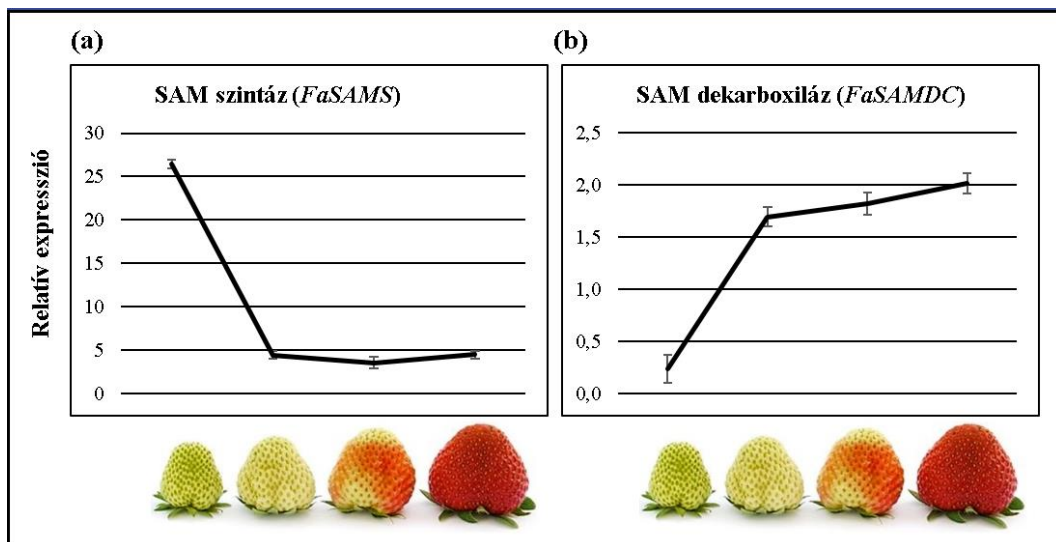 (a)
SAM szintáz (FaSAMS)
Relatív expresszió
30
25
20
15
10
5
0
(b)
SAM dekarboxiláz (FaSAMDC)
2,5
2,0
1,5
1,0
0,5
0,0